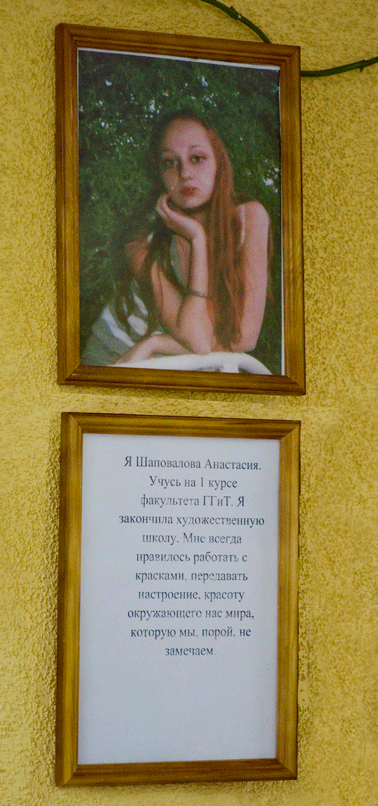 Я Шаповалова Анастасия.
Учусь на 1 курсе
факультета ГГиТ. Я
закончила художественную
школу. Мне всегда
нравилось работать с
красками, передавать
настроение, красоту
окружающего нас мира,
которую мы, порой, не
замечаем.